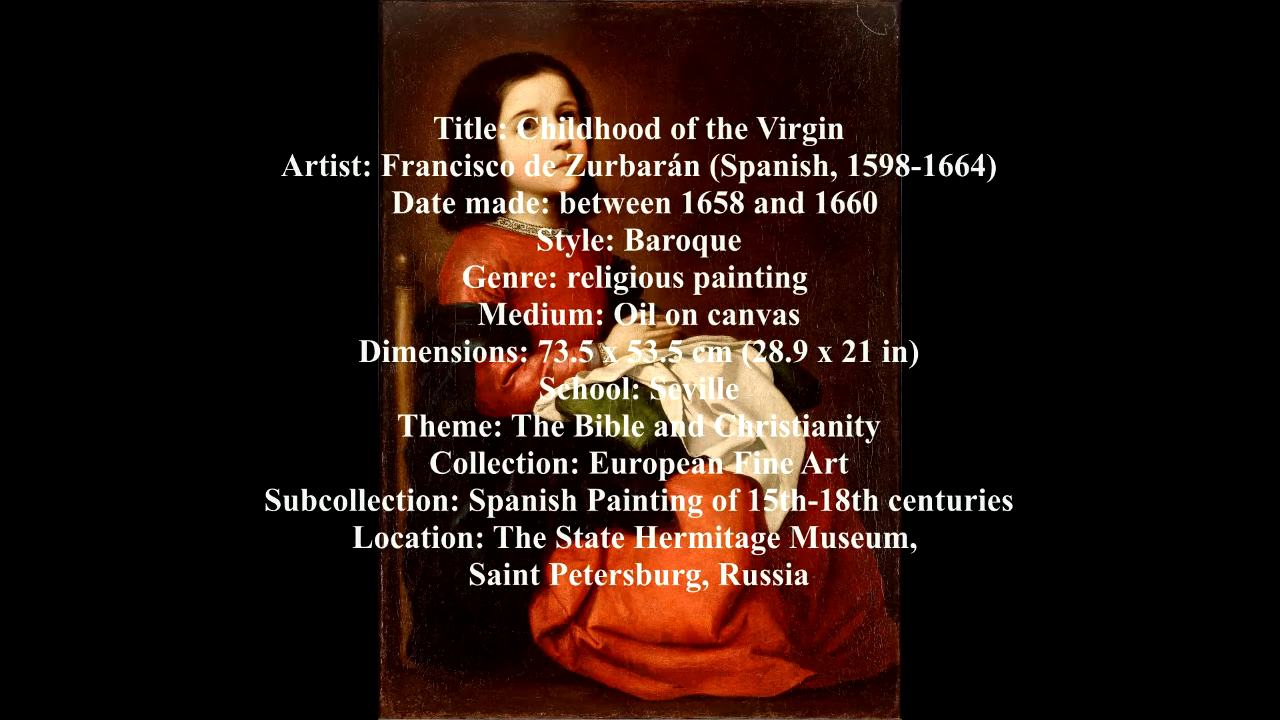 Title: Childhood of the Virgin
Artist: Francisco de Zurbarán (Spanish, 1598-1664)
Date made: between 1658 and 1660
Style: Baroque
Genre: religious painting
Medium: Oil on canvas
Dimensions: 73.5 x 53.5 cm (28.9 x 21 in)
School: Seville
Theme: The Bible and Christianity
Collection: European Fine Art
Subcollection: Spanish Painting of 15th-18th centuries
Location: The State Hermitage Museum,
Saint Petersburg, Russia